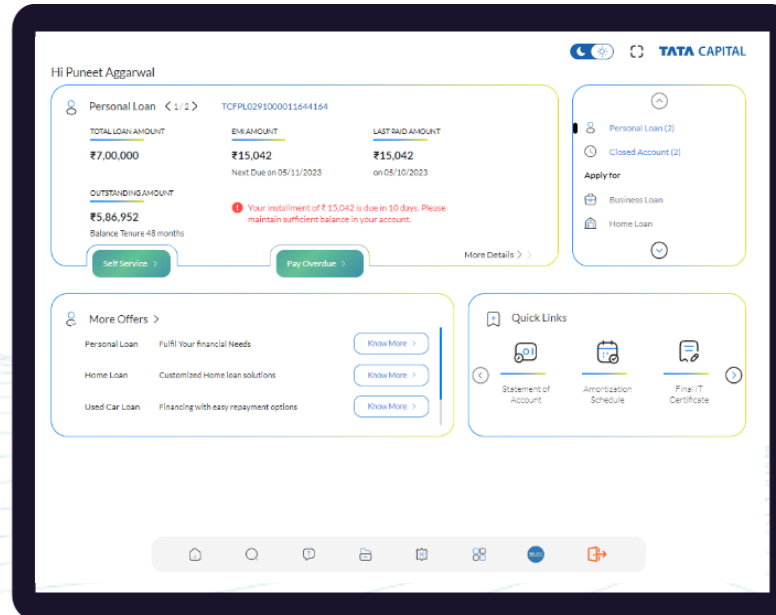 TATA CAPITAL
Hi Puneet Aggarwal
Personal Loan < 1/2 > TCFPL0291000011644164
TOTAL LOAN AMOUNT
₹7,00,000
EMI AMOUNT
₹15,042
Next Due on 05/11/2023
LAST PAID AMOUNT
₹15,042
on 05/10/2023
OUTSTANDING AMOUNT
₹5,86,952
Balance Tenure 48 months
Your installment of ₹ 15,042 is due in 10 days. Please
maintain sufficient balance in your account.
Self Service >
Pay Overdue >
More Details >
Personal Loan (2)
Closed Account (2)
Apply for
Business Loan
Home Loan
More Offers >
Personal Loan Fulfil Your financial Needs Know More >
Home Loan Customized Home loan solutions Know More >
Used Car Loan Financing with easy repayment options Know More >
Quick Links
Statement of
Account
Amortization
Schedule
Final IT
Certificate